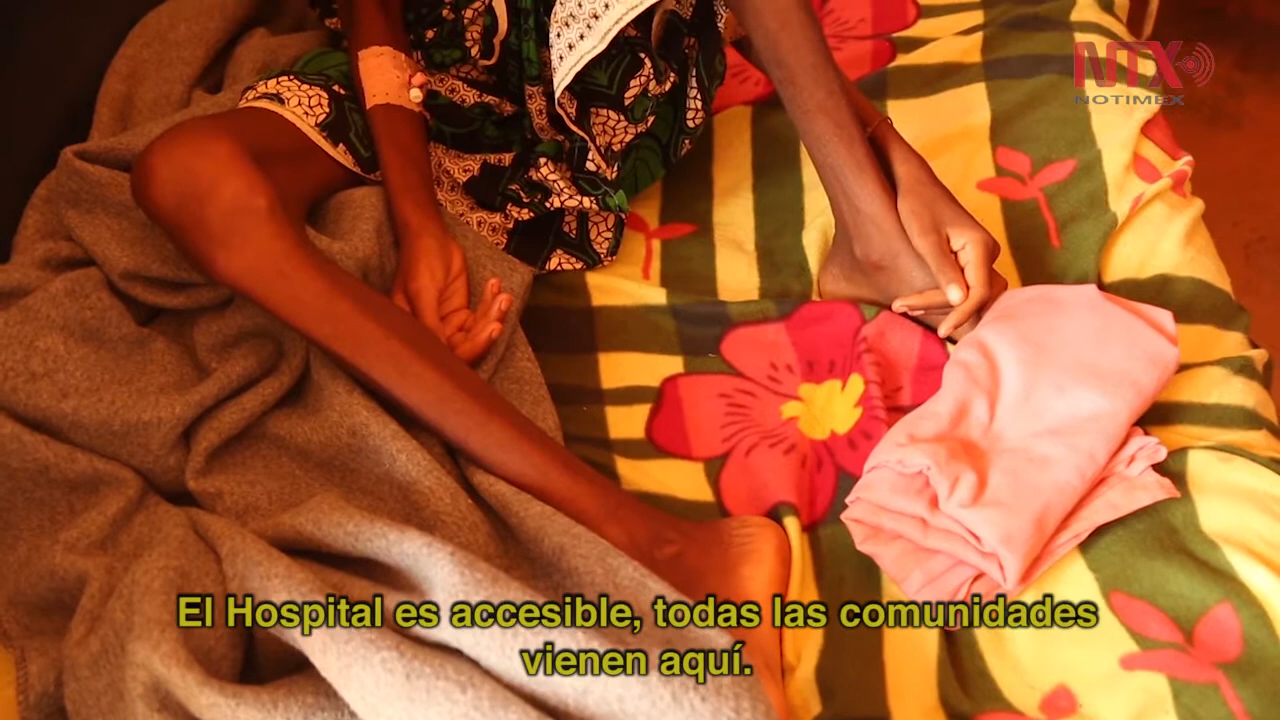 NTX
NOTIMEX
El Hospital es accesible, todas las comunidades
vienen aquí.